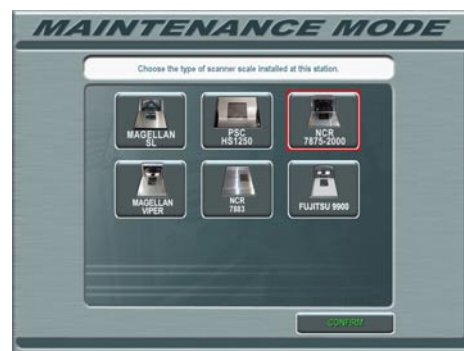 MAINTENANCE MODE
Choose the type of scanner scale installed at this station.
MAGELLAN
SL
PSC
HS1250
NCR
7875-2000
MAGELLAN
VIPER
NCR
7883
FUJITSU 9900
CONFIRM